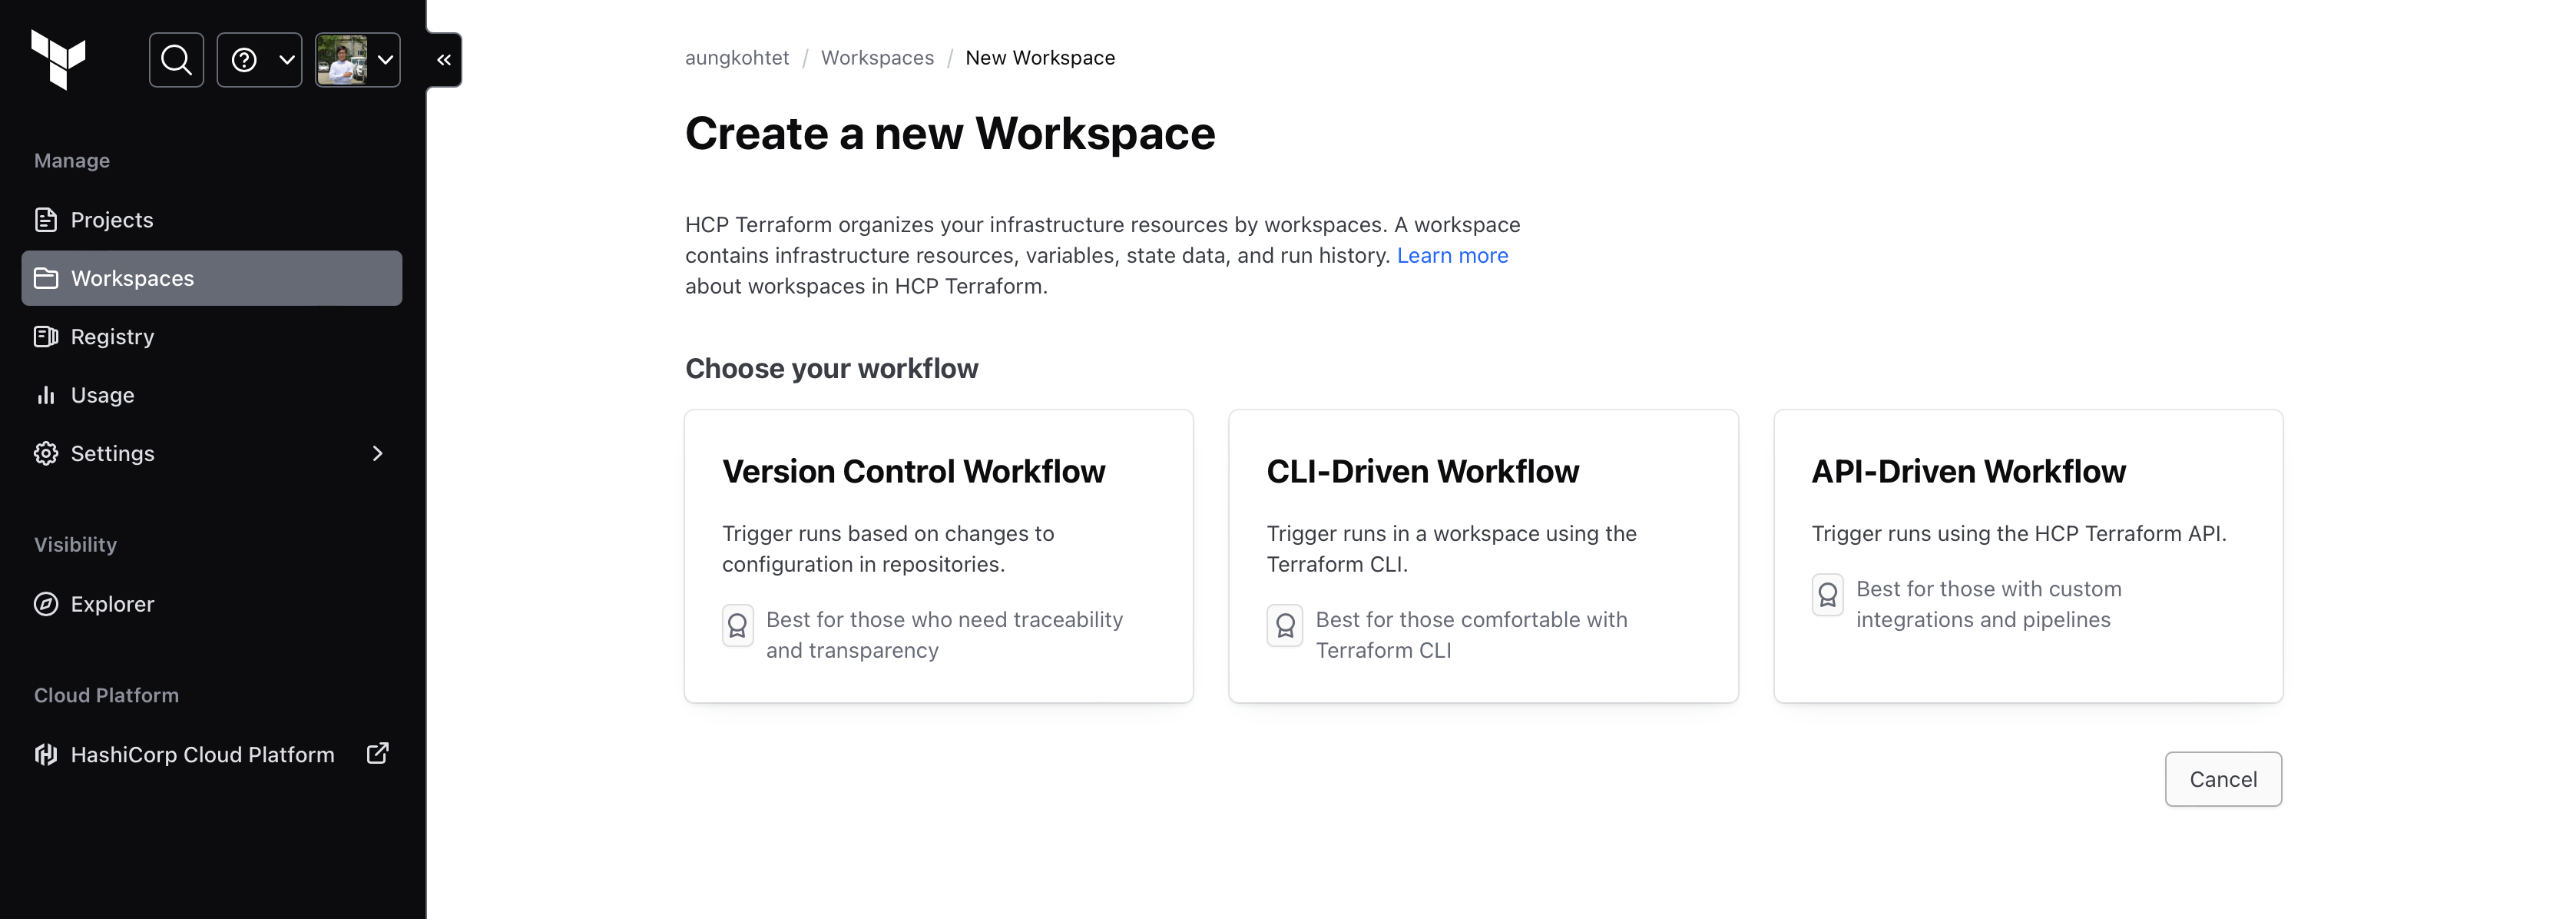 Manage
Projects
Workspaces
Registry
Usage
Settings
Visibility
Explorer
Cloud Platform
HashiCorp Cloud Platform
aungkohtet / Workspaces / New Workspace
Create a new Workspace
HCP Terraform organizes your infrastructure resources by workspaces. A workspace
contains infrastructure resources, variables, state data, and run history. Learn more
about workspaces in HCP Terraform.
Choose your workflow
Version Control Workflow
Trigger runs based on changes to
configuration in repositories.
Best for those who need traceability
and transparency
CLI-Driven Workflow
Trigger runs in a workspace using the
Terraform CLI.
Best for those comfortable with
Terraform CLI
API-Driven Workflow
Trigger runs using the HCP Terraform API.
Best for those with custom
integrations and pipelines
Cancel